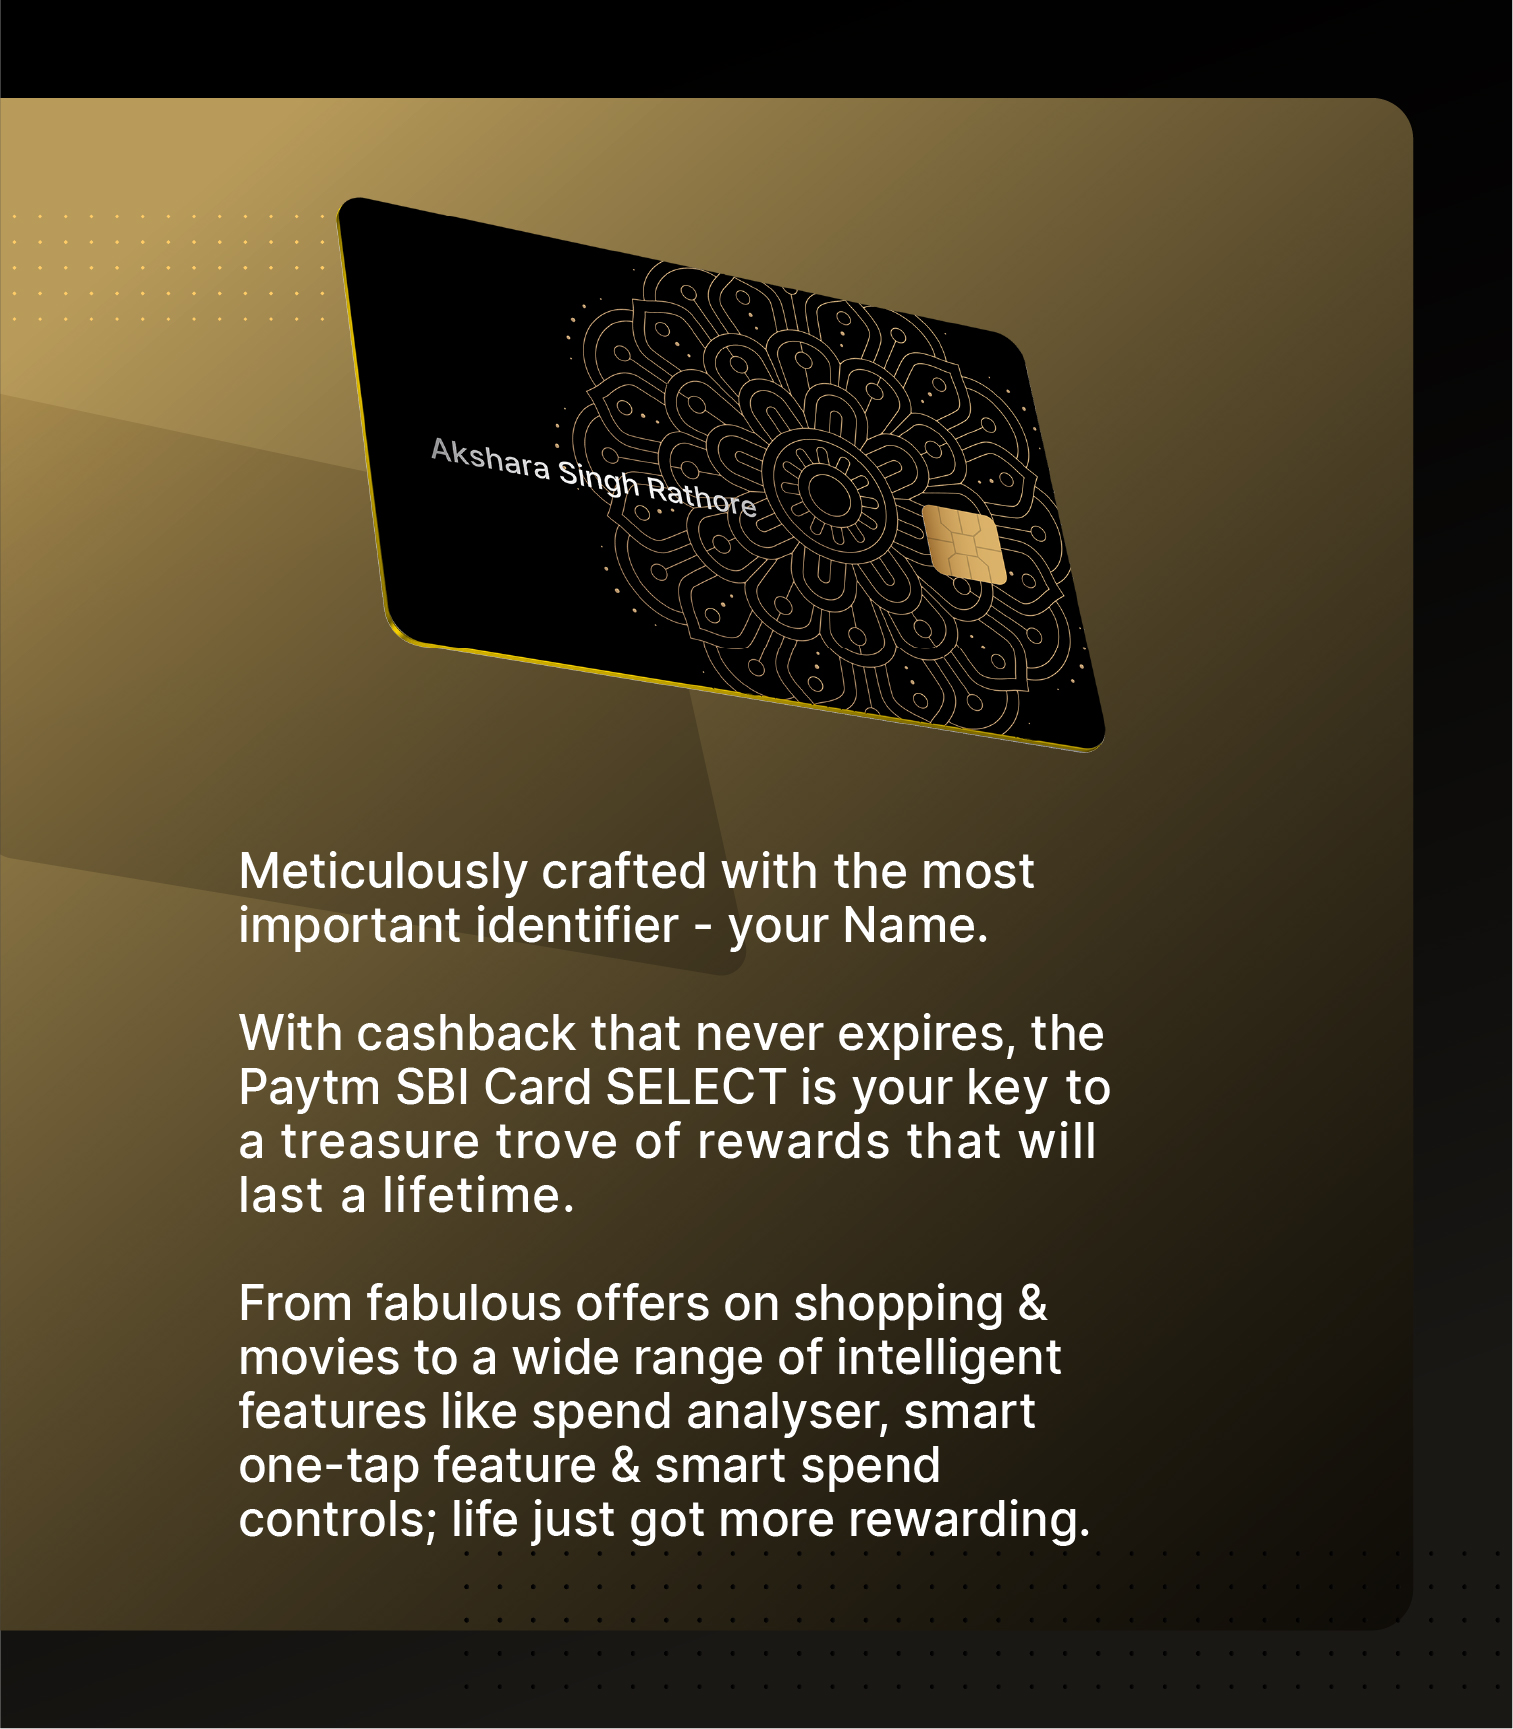 Akshara Singh Rathore
Meticulously crafted with the most
important identifier - your Name.
With cashback that never expires, the
Paytm SBI Card SELECT is your key to
a treasure trove of rewards that will
last a lifetime.
From fabulous offers on shopping &
movies to a wide range of intelligent
features like spend analyser, smart
one-tap feature & smart spend
controls; life just got more rewarding.